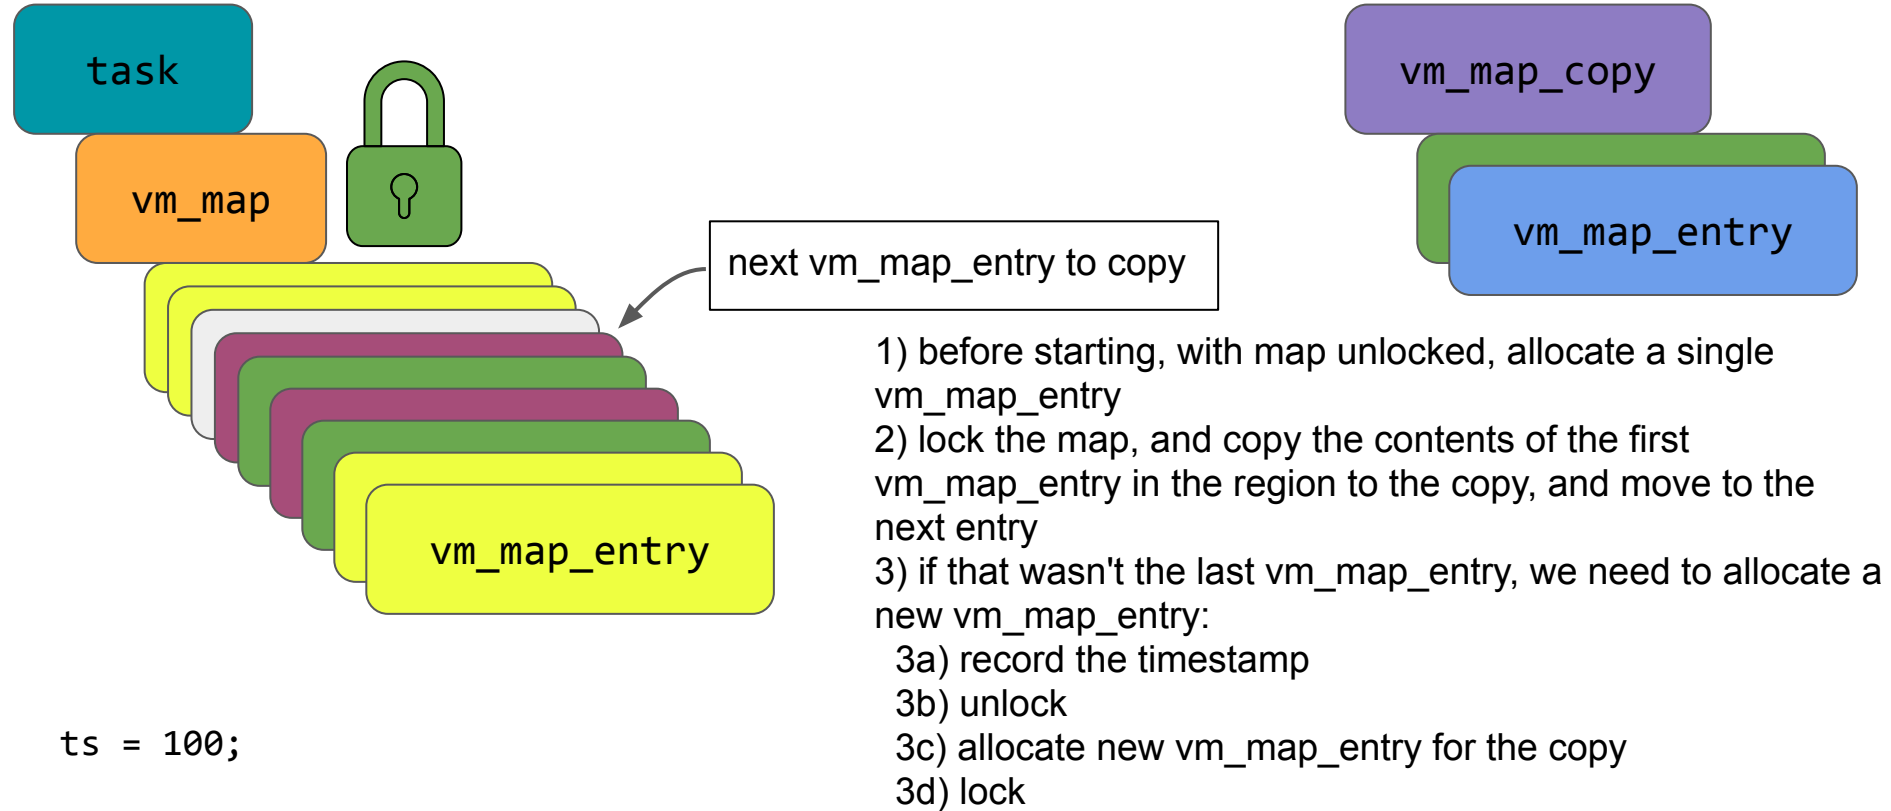 task
vm_map
vm_map_entry
next vm_map_entry to copy
vm_map_copy
vm_map_entry
1) before starting, with map unlocked, allocate a single
vm_map_entry
2) lock the map, and copy the contents of the first
vm_map_entry in the region to the copy, and move to the
next entry
3) if that wasn't the last vm_map_entry, we need to allocate a
new vm_map_entry:
3a) record the timestamp
3b) unlock
3c) allocate new vm_map_entry for the copy
3d) lock
ts = 100;